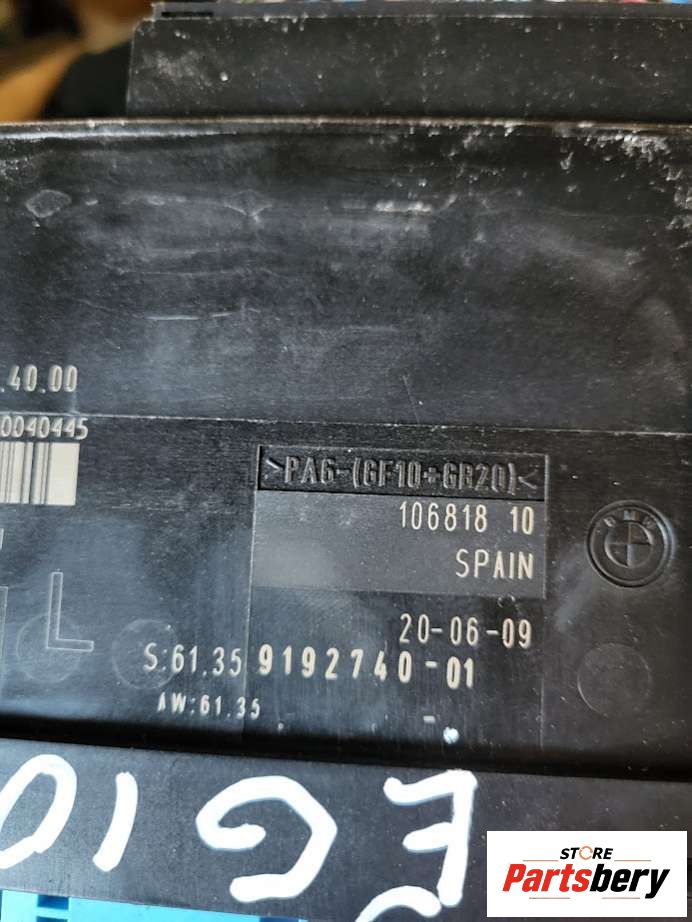 .40.00
0040445
>PA6-(GF10+GB20)<
106818 10
SPAIN
BMW
L
20-06-09
S:61.35 9192740-01
AW:61.35 -
STORE
Partsbery